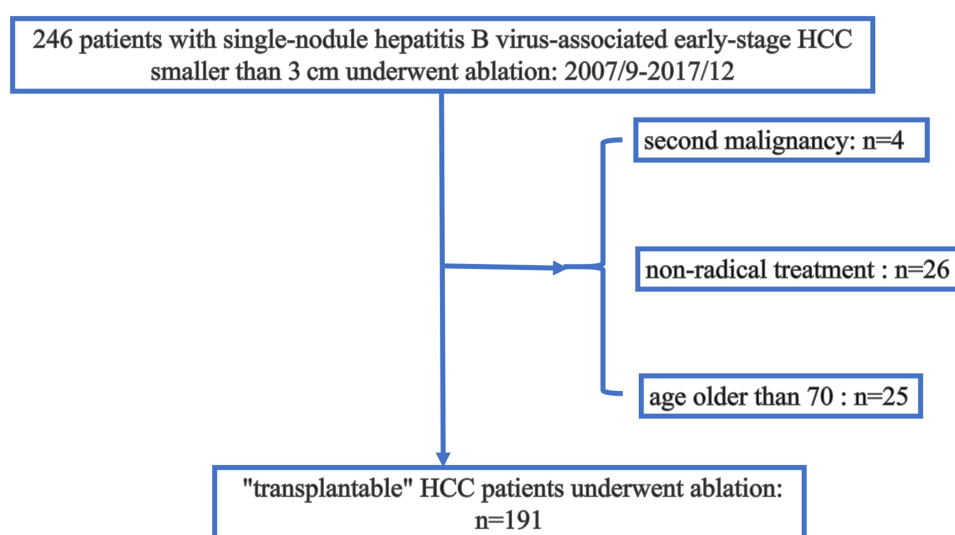 246 patients with single-nodule hepatitis B virus-associated early-stage HCC
smaller than 3 cm underwent ablation: 2007/9-2017/12
second malignancy: n=4
non-radical treatment : n=26
age older than 70 : n=25
"transplantable" HCC patients underwent ablation:
n=191